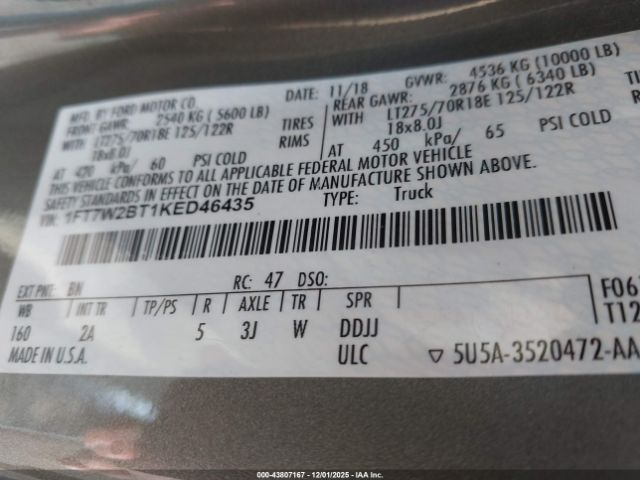 MFD. BY FORD MOTOR CO.
DATE: 11/18 GVWR: 4536 KG (10000 LB)
FRONT GAWR: 2540 KG (5600 LB)
REAR GAWR: 2876 KG (6340 LB)
WITH LT275/70R18E 125/122R TIRES
WITH LT275/70R18E 125/122R TI
18x8.0J RIMS
18x8.0J
AT 420 kPa/ 60 PSI COLD
AT 450 kPa/ 65 PSI COLD
THIS VEHICLE CONFORMS TO ALL APPLICABLE FEDERAL MOTOR VEHICLE
SAFETY STANDARDS IN EFFECT ON THE DATE OF MANUFACTURE SHOWN ABOVE.
VIN: 1FT7W2BT1KED46435
TYPE: Truck
EXT PNT: BN RC: 47 DSO:
WB INT TR TP/PS R AXLE TR SPR
160 2A 5 3J W DDJJ
F06
T12
MADE IN U.S.A. ULC ▽ 5U5A-3520472-AA
000-43807167 - 12/01/2025 - IAA Inc.